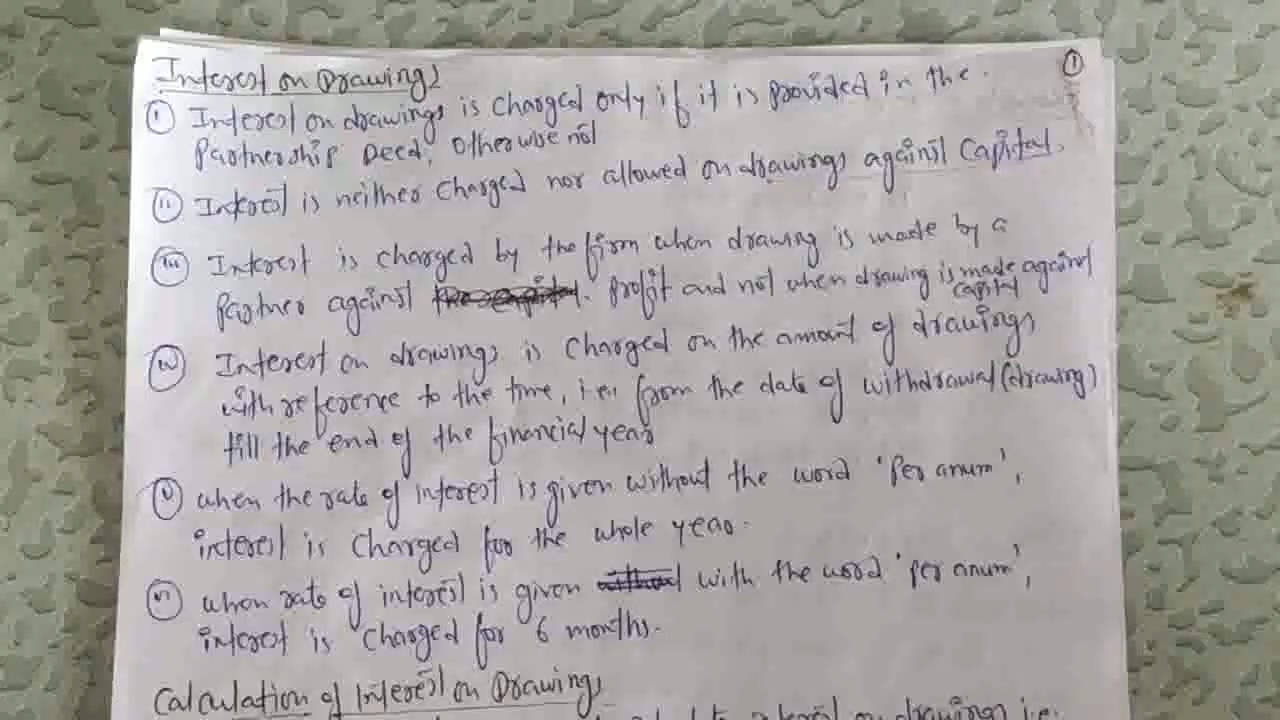 Interest on Drawings
①
(i) Interest on drawings is charged only if it is provided in the
Partnership Deed, otherwise not
(ii) Interest is neither charged nor allowed on drawings against capital.
(iii) Interest is charged by the firm when drawing is made by a
Partner against profit and not when drawing is made against
capital
(iv) Interest on drawings is charged on the amount of drawings
with reference to the time, i.e. from the date of withdrawal (drawing)
till the end of the financial year
(v) when the rate of interest is given without the word 'Per anum',
interest is charged for the whole year.
(vi) when rate of interest is given with the word 'per anum',
interest is charged for 6 months.
Calculation of Interest on Drawings
interest on drawings i.e.